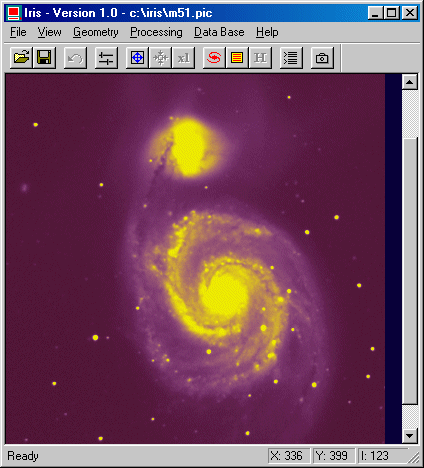 Iris - Version 1.0 - c:\iris\m51.pic
File View Geometry Processing Data Base Help
x1 H
Ready X: 336 Y: 399 I: 123